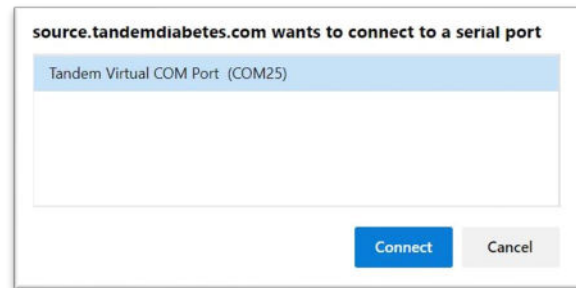 source.tandemdiabetes.com wants to connect to a serial port
Tandem Virtual COM Port (COM25)
Connect Cancel